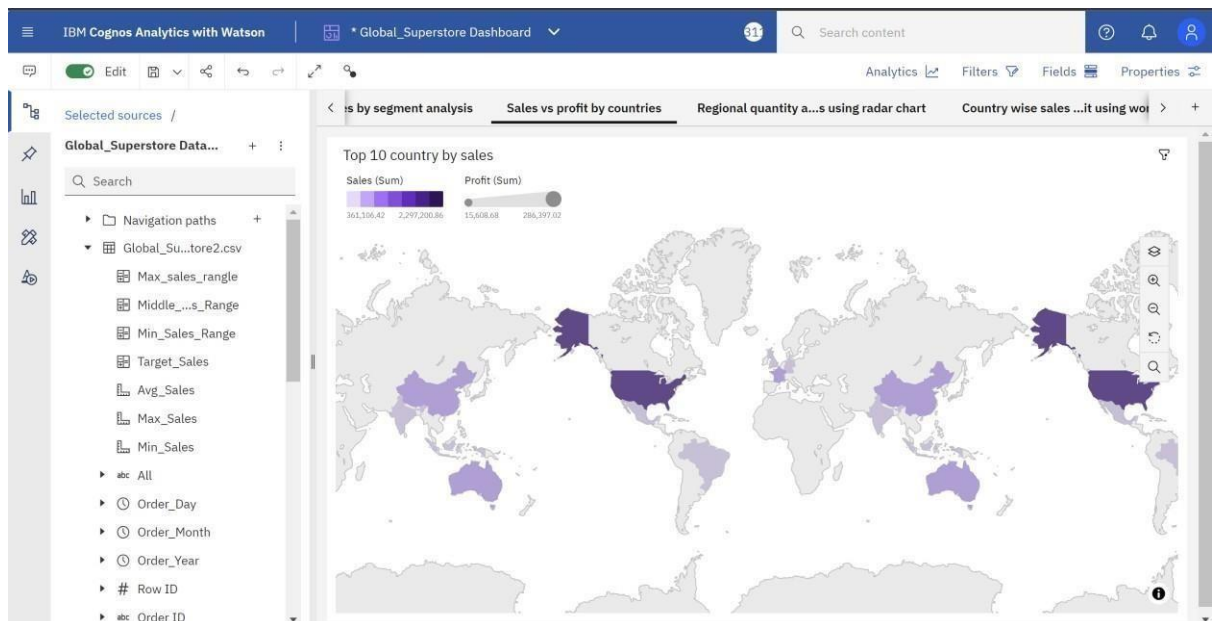 IBM Cognos Analytics with Watson
* Global_Superstore Dashboard
Search content
Edit
Analytics
Filters
Fields
Properties
Selected sources /
Global_Superstore Data...
Search
Navigation paths
Global_Su...tore2.csv
Max_sales_rangle
Middle_...s_Range
Min_Sales_Range
Target_Sales
Avg_Sales
Max_Sales
Min_Sales
abc All
Order_Day
Order_Month
Order_Year
# Row ID
abc Order ID
es by segment analysis
Sales vs profit by countries
Regional quantity a...s using radar chart
Country wise sales ...it using wor
Top 10 country by sales
Sales (Sum)
361,106.42 2,297,200.86
Profit (Sum)
15,608.68 286,397.02